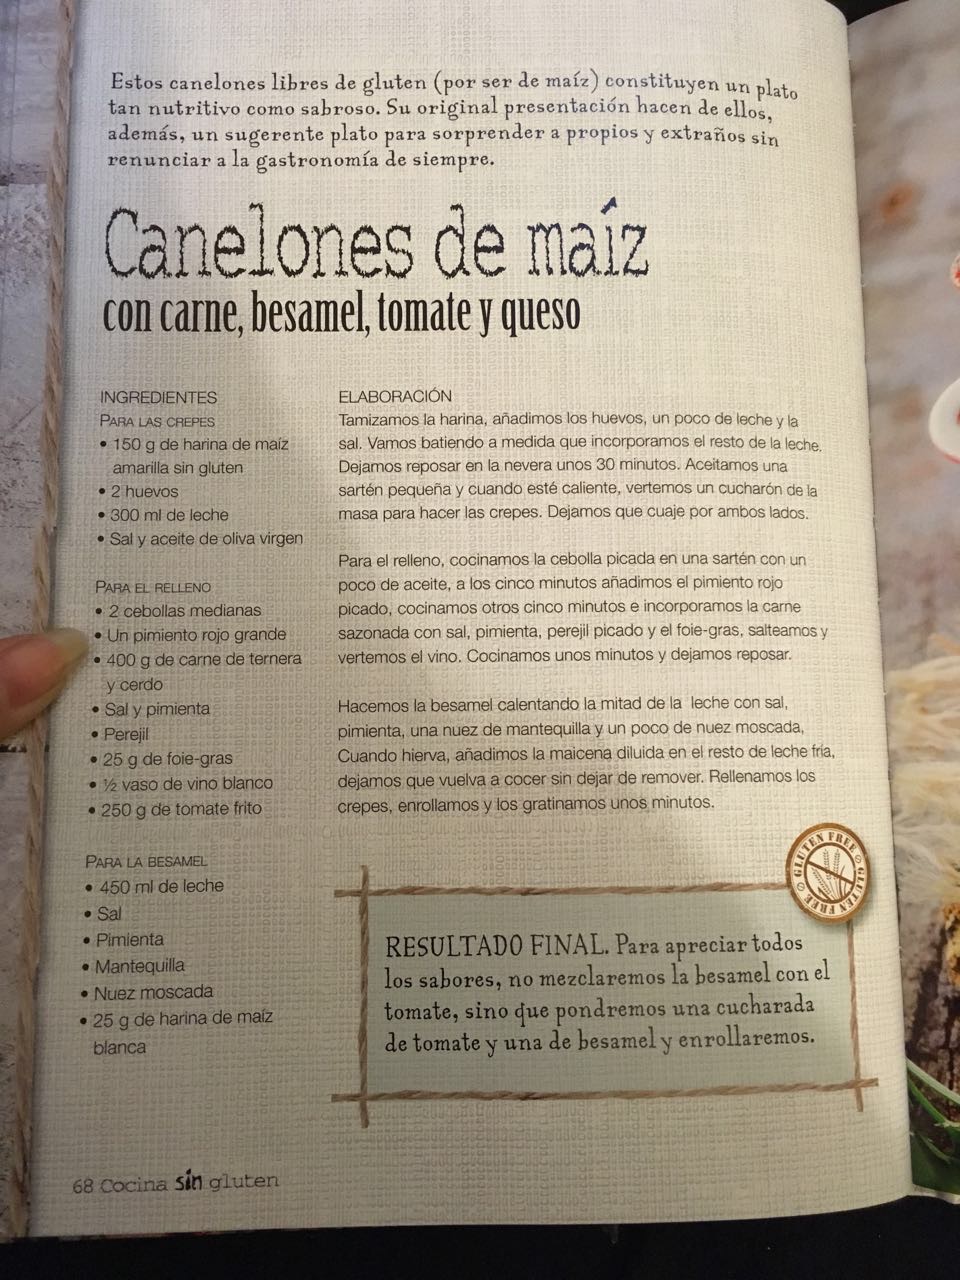 Estos canelones libres de gluten (por ser de maíz) constituyen un plato
tan nutritivo como sabroso. Su original presentación hacen de ellos,
además, un sugerente plato para sorprender a propios y extraños sin
renunciar a la gastronomía de siempre.
Canelones de maíz
con carne, besamel, tomate y queso
INGREDIENTES
PARA LAS CREPES
• 150 g de harina de maíz
amarilla sin gluten
• 2 huevos
• 300 ml de leche
• Sal y aceite de oliva virgen
PARA EL RELLENO
• 2 cebollas medianas
• Un pimiento rojo grande
• 400 g de carne de ternera
y cerdo
• Sal y pimienta
• Perejil
• 25 g de foie-gras
• ½ vaso de vino blanco
• 250 g de tomate frito
PARA LA BESAMEL
• 450 ml de leche
• Sal
• Pimienta
• Mantequilla
• Nuez moscada
• 25 g de harina de maíz
blanca
ELABORACIÓN
Tamizamos la harina, añadimos los huevos, un poco de leche y la
sal. Vamos batiendo a medida que incorporamos el resto de la leche.
Dejamos reposar en la nevera unos 30 minutos. Aceitamos una
sartén pequeña y cuando esté caliente, vertemos un cucharón de la
masa para hacer las crepes. Dejamos que cuaje por ambos lados.
Para el relleno, cocinamos la cebolla picada en una sartén con un
poco de aceite, a los cinco minutos añadimos el pimiento rojo
picado, cocinamos otros cinco minutos e incorporamos la carne
sazonada con sal, pimienta, perejil picado y el foie-gras, salteamos y
vertemos el vino. Cocinamos unos minutos y dejamos reposar.
Hacemos la besamel calentando la mitad de la leche con sal,
pimienta, una nuez de mantequilla y un poco de nuez moscada,
Cuando hierva, añadimos la maicena diluida en el resto de leche fría,
dejamos que vuelva a cocer sin dejar de remover. Rellenamos los
crepes, enrollamos y los gratinamos unos minutos.
GLUTEN FREE
GLUTEN FREE
GLUTEN FREE
RESULTADO FINAL. Para apreciar todos
los sabores, no mezclaremos la besamel con el
tomate, sino que pondremos una cucharada
de tomate y una de besamel y enrollaremos.
68 Cocina sin gluten